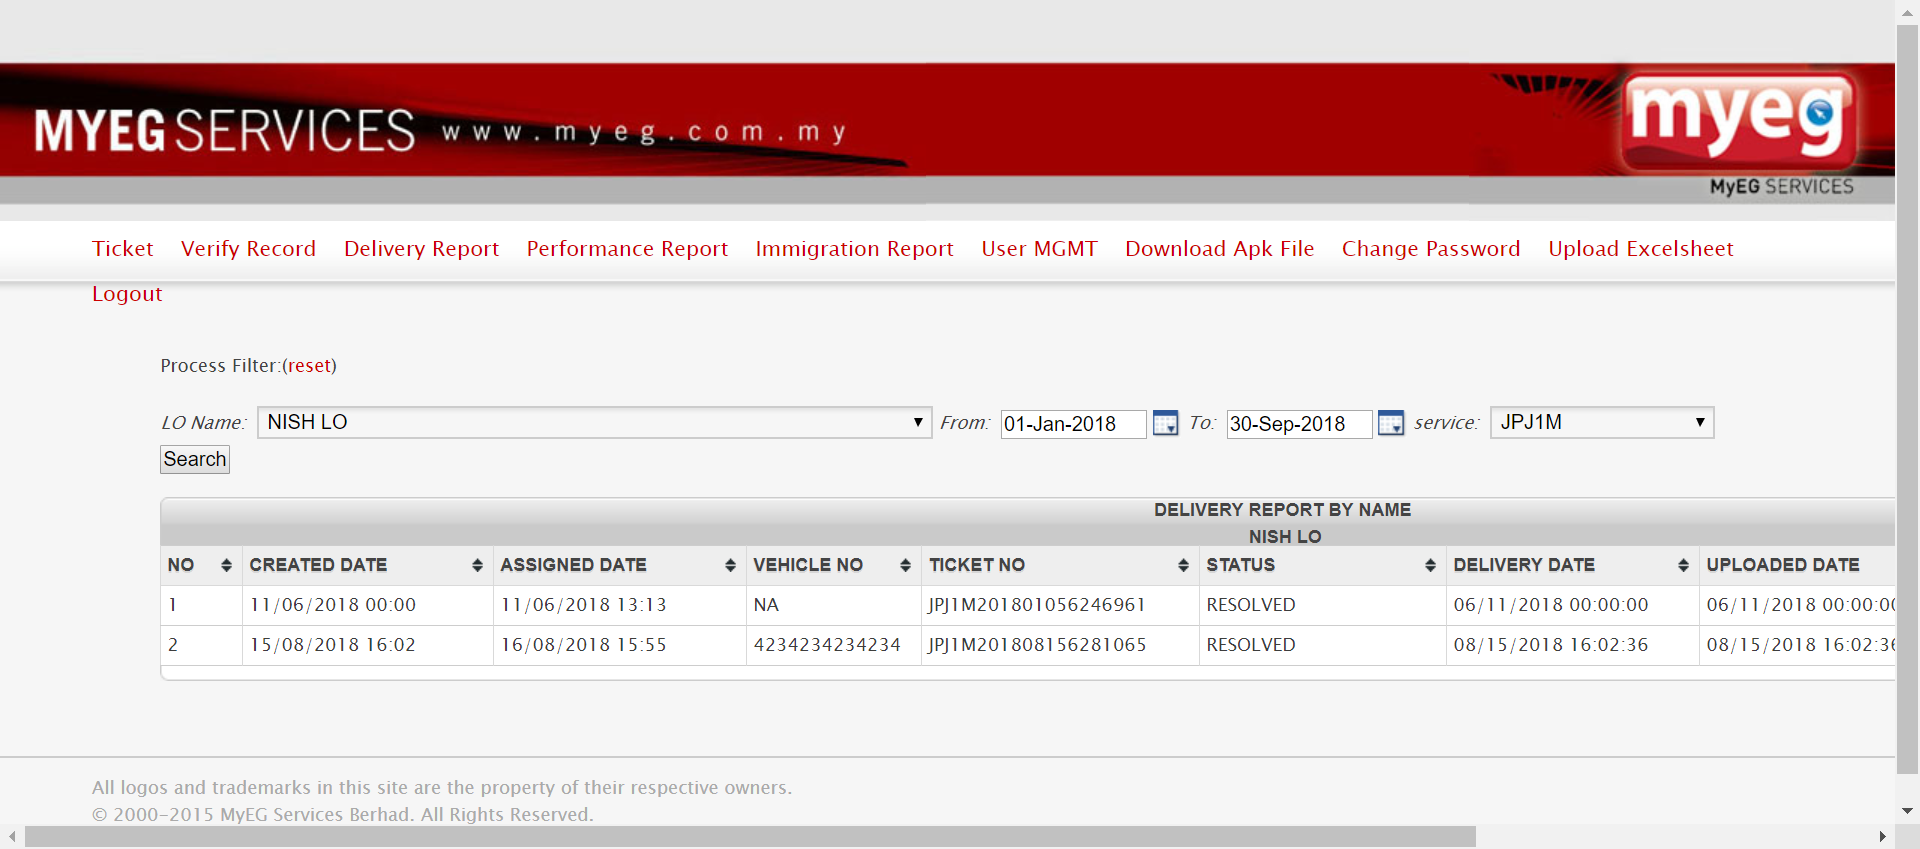 MYEG SERVICES www.myeg.com.my
myeg
MyEG SERVICES
Ticket Verify Record Delivery Report Performance Report Immigration Report User MGMT Download Apk File Change Password Upload Excelsheet
Logout
Process Filter:(reset)
LO Name: NISH LO From: 01-Jan-2018 To: 30-Sep-2018 service: JPJ1M
Search
DELIVERY REPORT BY NAME
NISH LO
NO CREATED DATE ASSIGNED DATE VEHICLE NO TICKET NO STATUS DELIVERY DATE UPLOADED DATE
1 11/06/2018 00:00 11/06/2018 13:13 NA JPJ1M201801056246961 RESOLVED 06/11/2018 00:00:00 06/11/2018 00:00:00
2 15/08/2018 16:02 16/08/2018 15:55 4234234234234 JPJ1M201808156281065 RESOLVED 08/15/2018 16:02:36 08/15/2018 16:02:36
All logos and trademarks in this site are the property of their respective owners.
© 2000-2015 MyEG Services Berhad. All Rights Reserved.